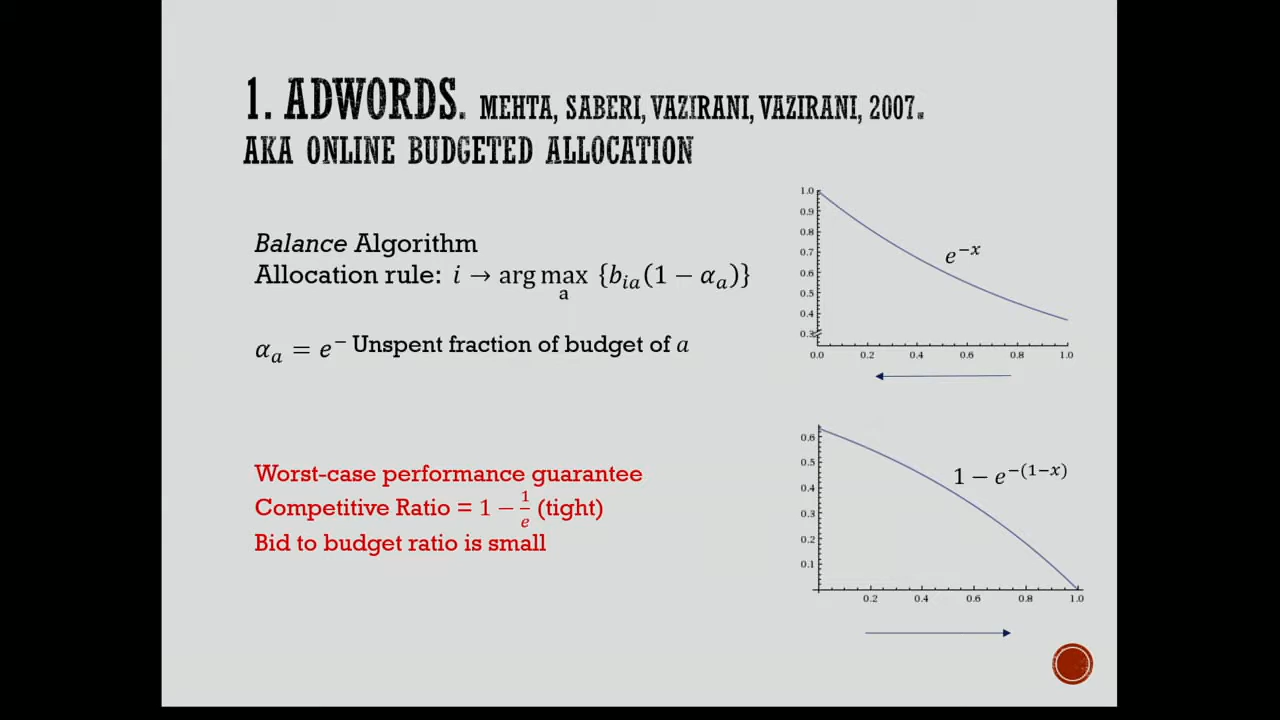 1. ADWORDS. MEHTA, SABERI, VAZIRANI, VAZIRANI, 2007.
AKA ONLINE BUDGETED ALLOCATION
Balance Algorithm
Allocation rule: i → arg max {b_{ia}(1 − α_a)}
a
α_a = e^− Unspent fraction of budget of a
Worst-case performance guarantee
Competitive Ratio = 1 − 1/e (tight)
Bid to budget ratio is small
1.0
0.9
0.8
0.7
e^{−x}
0.6
0.5
0.4
0.3
0.0 0.2 0.4 0.6 0.8 1.0
0.6
0.5
1 − e^{−(1−x)}
0.4
0.3
0.2
0.1
0.2 0.4 0.6 0.8 1.0